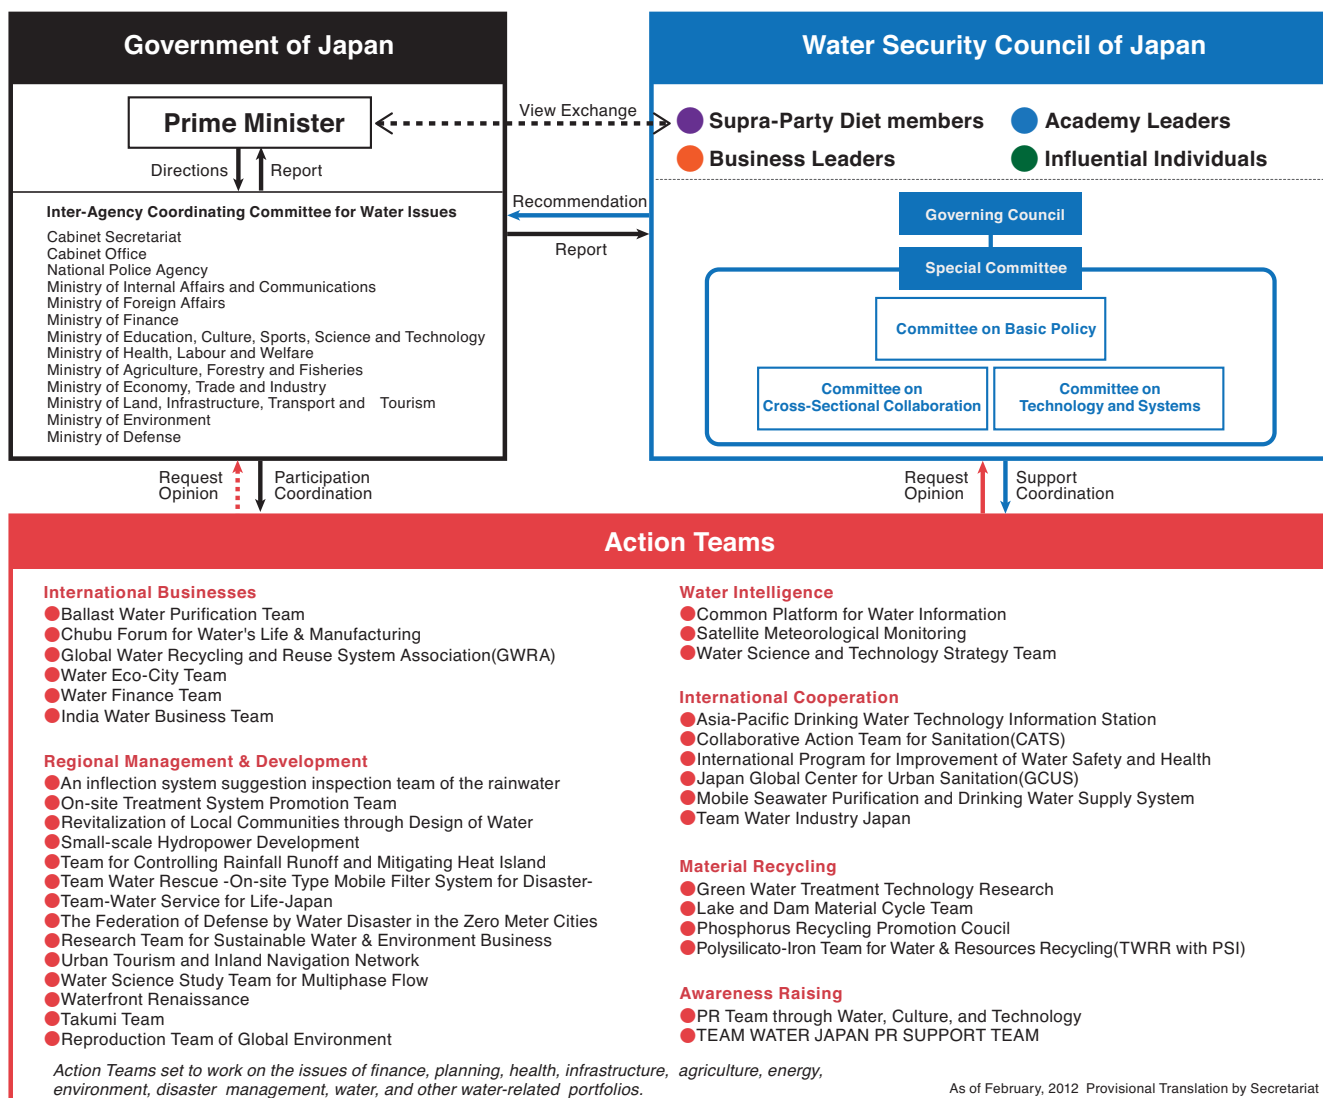 Government of Japan
Prime Minister
Directions
Report
Inter-Agency Coordinating Committee for Water Issues
Cabinet Secretariat
Cabinet Office
National Police Agency
Ministry of Internal Affairs and Communications
Ministry of Foreign Affairs
Ministry of Finance
Ministry of Education, Culture, Sports, Science and Technology
Ministry of Health, Labour and Welfare
Ministry of Agriculture, Forestry and Fisheries
Ministry of Economy, Trade and Industry
Ministry of Land, Infrastructure, Transport and Tourism
Ministry of Environment
Ministry of Defense
View Exchange
Recommendation
Report
Water Security Council of Japan
Supra-Party Diet members
Academy Leaders
Business Leaders
Influential Individuals
Governing Council
Special Committee
Committee on Basic Policy
Committee on
Cross-Sectional Collaboration
Committee on
Technology and Systems
Request
Opinion
Participation
Coordination
Request
Opinion
Support
Coordination
Action Teams
International Businesses
Ballast Water Purification Team
Chubu Forum for Water's Life & Manufacturing
Global Water Recycling and Reuse System Association(GWRA)
Water Eco-City Team
Water Finance Team
India Water Business Team
Regional Management & Development
An inflection system suggestion inspection team of the rainwater
On-site Treatment System Promotion Team
Revitalization of Local Communities through Design of Water
Small-scale Hydropower Development
Team for Controlling Rainfall Runoff and Mitigating Heat Island
Team Water Rescue -On-site Type Mobile Filter System for Disaster-
Team-Water Service for Life-Japan
The Federation of Defense by Water Disaster in the Zero Meter Cities
Research Team for Sustainable Water & Environment Business
Urban Tourism and Inland Navigation Network
Water Science Study Team for Multiphase Flow
Waterfront Renaissance
Takumi Team
Reproduction Team of Global Environment
Water Intelligence
Common Platform for Water Information
Satellite Meteorological Monitoring
Water Science and Technology Strategy Team
International Cooperation
Asia-Pacific Drinking Water Technology Information Station
Collaborative Action Team for Sanitation(CATS)
International Program for Improvement of Water Safety and Health
Japan Global Center for Urban Sanitation(GCUS)
Mobile Seawater Purification and Drinking Water Supply System
Team Water Industry Japan
Material Recycling
Green Water Treatment Technology Research
Lake and Dam Material Cycle Team
Phosphorus Recycling Promotion Coucil
Polysilicato-Iron Team for Water & Resources Recycling(TWRR with PSI)
Awareness Raising
PR Team through Water, Culture, and Technology
TEAM WATER JAPAN PR SUPPORT TEAM
Action Teams set to work on the issues of finance, planning, health, infrastructure, agriculture, energy,
environment, disaster management, water, and other water-related portfolios.
As of February, 2012 Provisional Translation by Secretariat